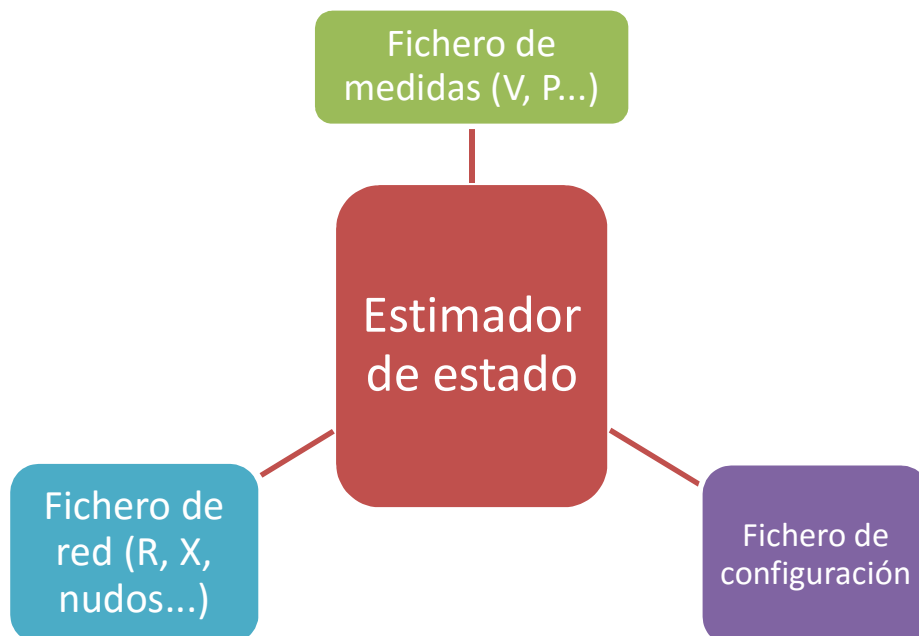 Fichero de
medidas (V, P...)
Estimador
de estado
Fichero de
red (R, X,
nudos...)
Fichero de
configuración